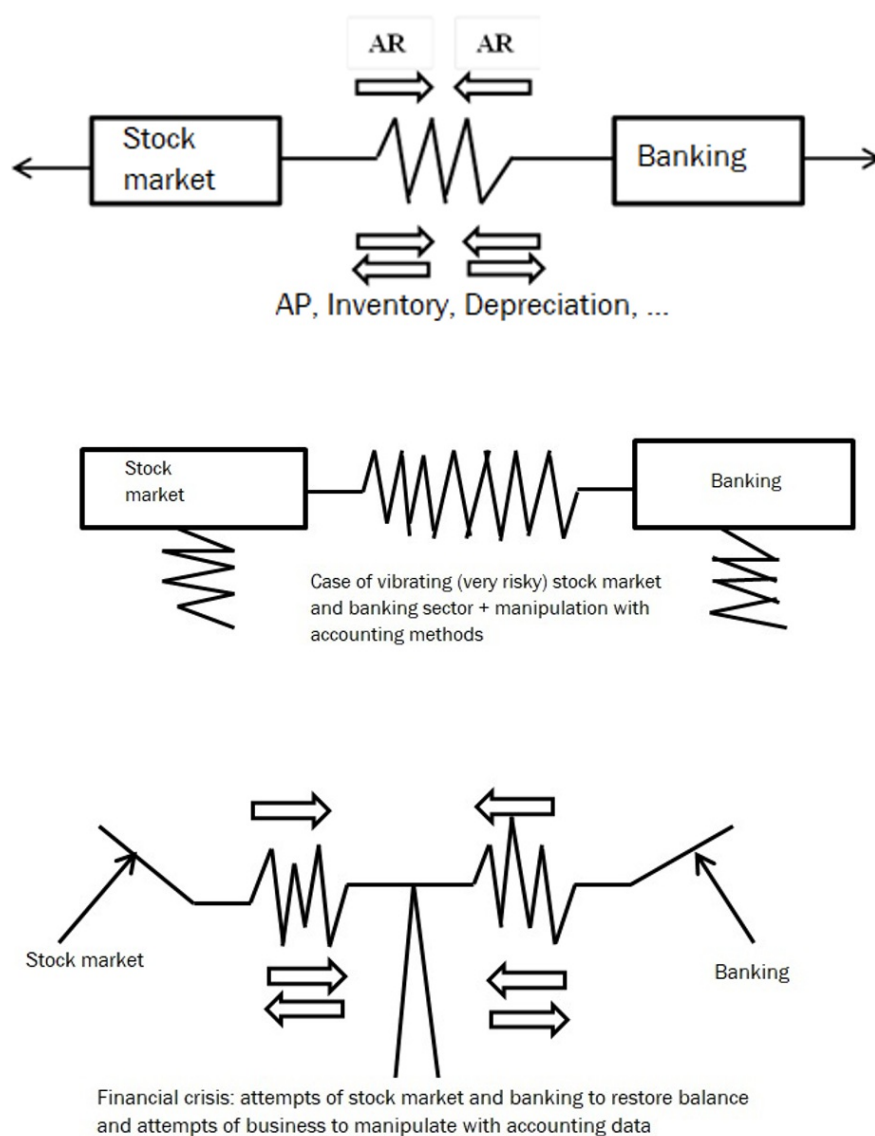 AR AR
Stock
market
Banking
AP, Inventory, Depreciation, ...
Stock
market
Banking
Case of vibrating (very risky) stock market
and banking sector + manipulation with
accounting methods
Stock market
Banking
Financial crisis: attempts of stock market and banking to restore balance
and attempts of business to manipulate with accounting data